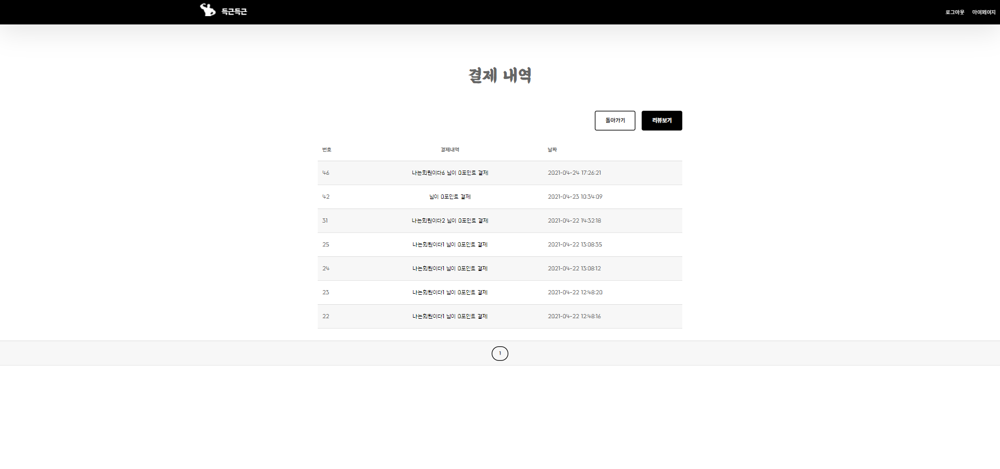 득근득근
로그아웃 마이페이지
결제 내역
돌아가기 리뷰보기
번호 결제내역 날짜
46 나는회원이다6 님이 0포인트 결제 2021-04-24 17:26:21
42 님이 0포인트 결제 2021-04-23 10:34:09
31 나는회원이다2 님이 0포인트 결제 2021-04-22 14:32:18
25 나는회원이다1 님이 0포인트 결제 2021-04-22 13:08:35
24 나는회원이다1 님이 0포인트 결제 2021-04-22 13:08:12
23 나는회원이다1 님이 0포인트 결제 2021-04-22 12:48:20
22 나는회원이다1 님이 0포인트 결제 2021-04-22 12:48:16
1